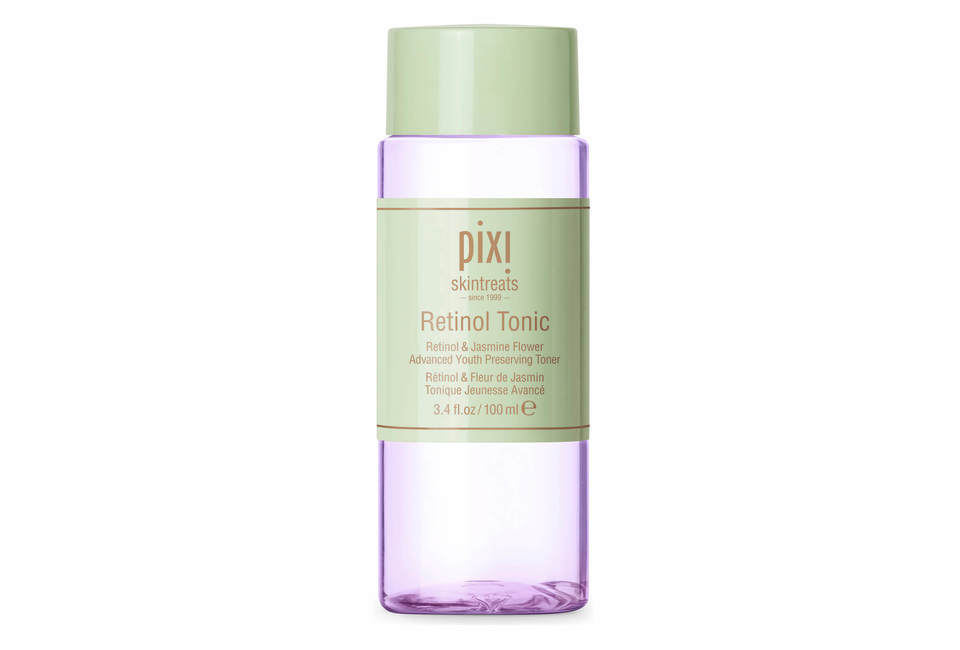 pixi
skintreats
— since 1999 —
Retinol Tonic
Retinol & Jasmine Flower
Advanced Youth Preserving Toner
Rétinol & Fleur de Jasmin
Tonique Jeunesse Avancé
3.4 fl.oz / 100 ml ℮